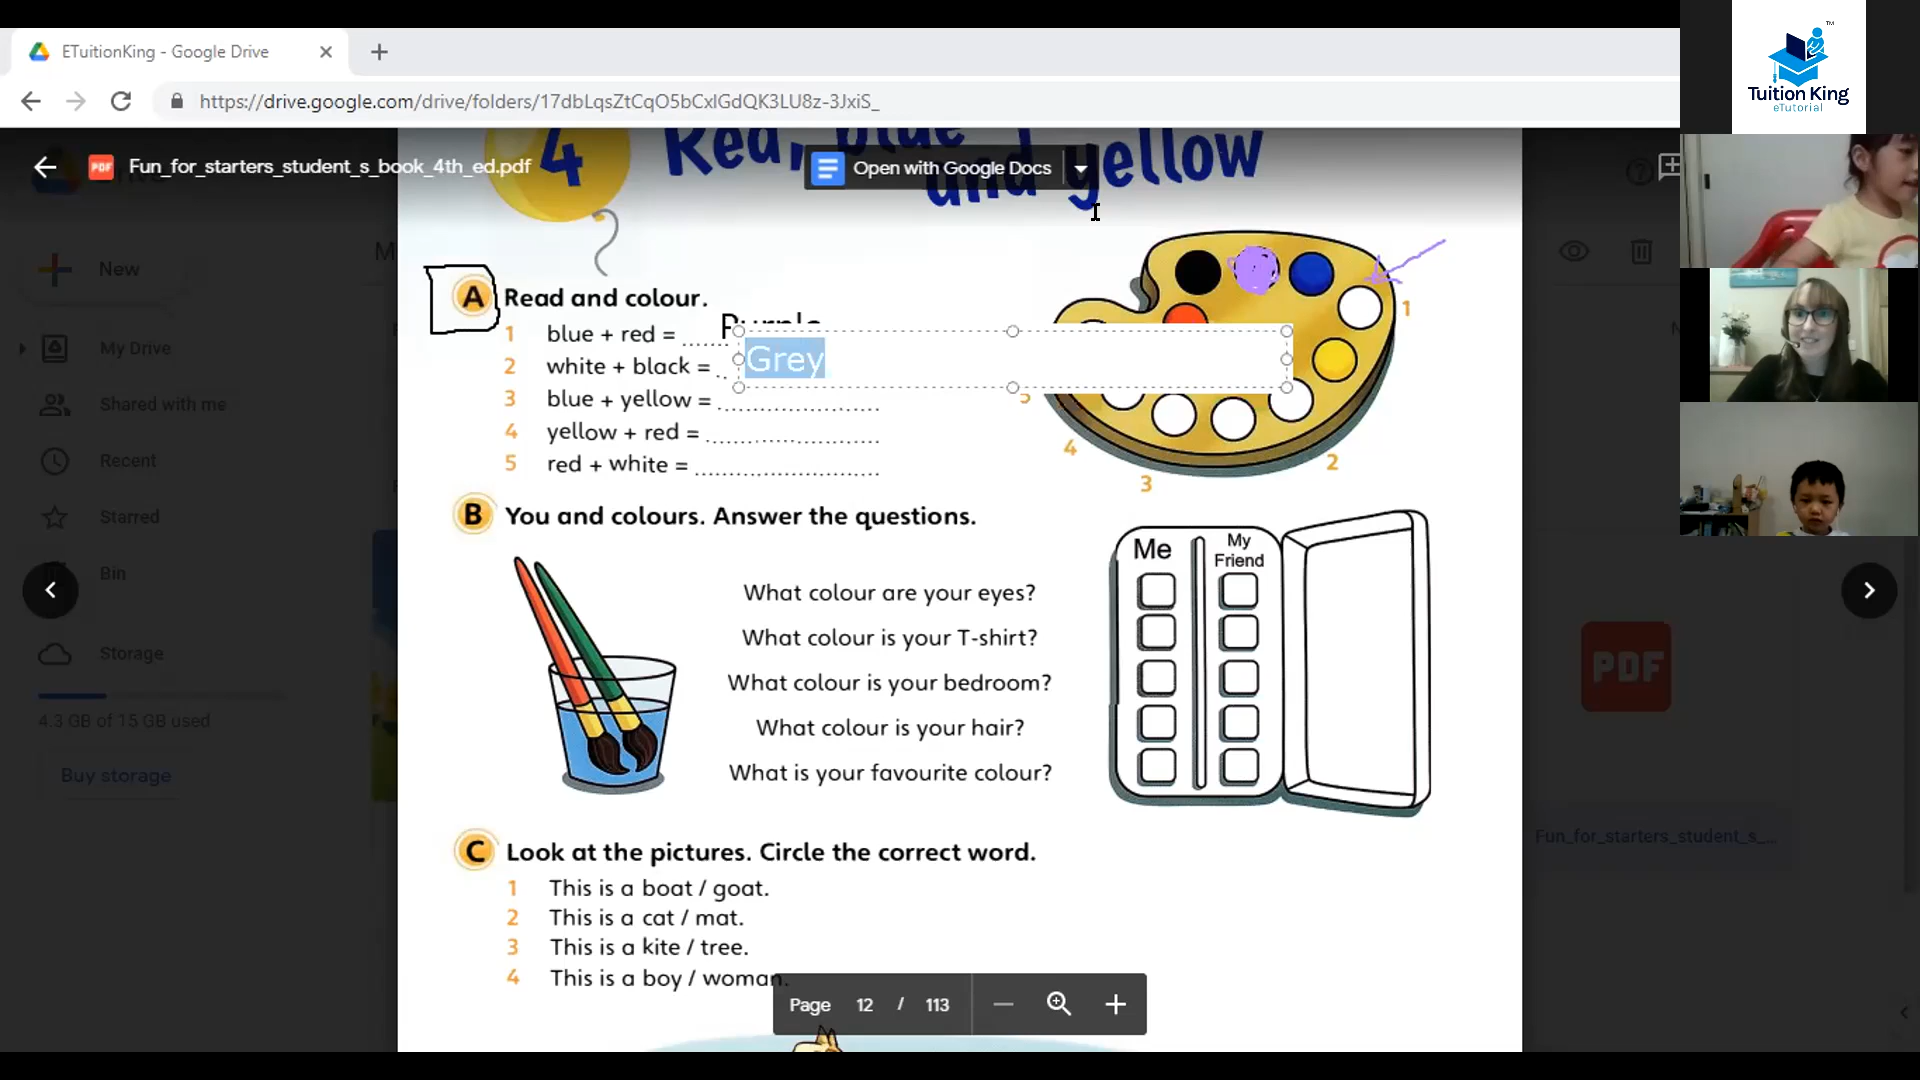 ETuitionKing - Google Drive
https://drive.google.com/drive/folders/17dbLqsZtCqO5bCxlGdQK3LU8z-3JxiS_
TM
Tuition King
eTutorial
4 Red, blue and yellow
PDF Fun_for_starters_student_s_book_4th_ed.pdf
Open with Google Docs
New
My Drive
Shared with me
Recent
Starred
Bin
Storage
4.3 GB of 15 GB used
Buy storage
A Read and colour.
1 blue + red = ...... Purple
2 white + black = .. Grey
3 blue + yellow = ........................
4 yellow + red = ........................
5 red + white = ........................
1
5
4
2
3
B You and colours. Answer the questions.
Me
My
Friend
What colour are your eyes?
What colour is your T-shirt?
What colour is your bedroom?
What colour is your hair?
What is your favourite colour?
C Look at the pictures. Circle the correct word.
1 This is a boat / goat.
2 This is a cat / mat.
3 This is a kite / tree.
4 This is a boy / woman.
Page 12 / 113
PDF
Fun_for_starters_student_s_...